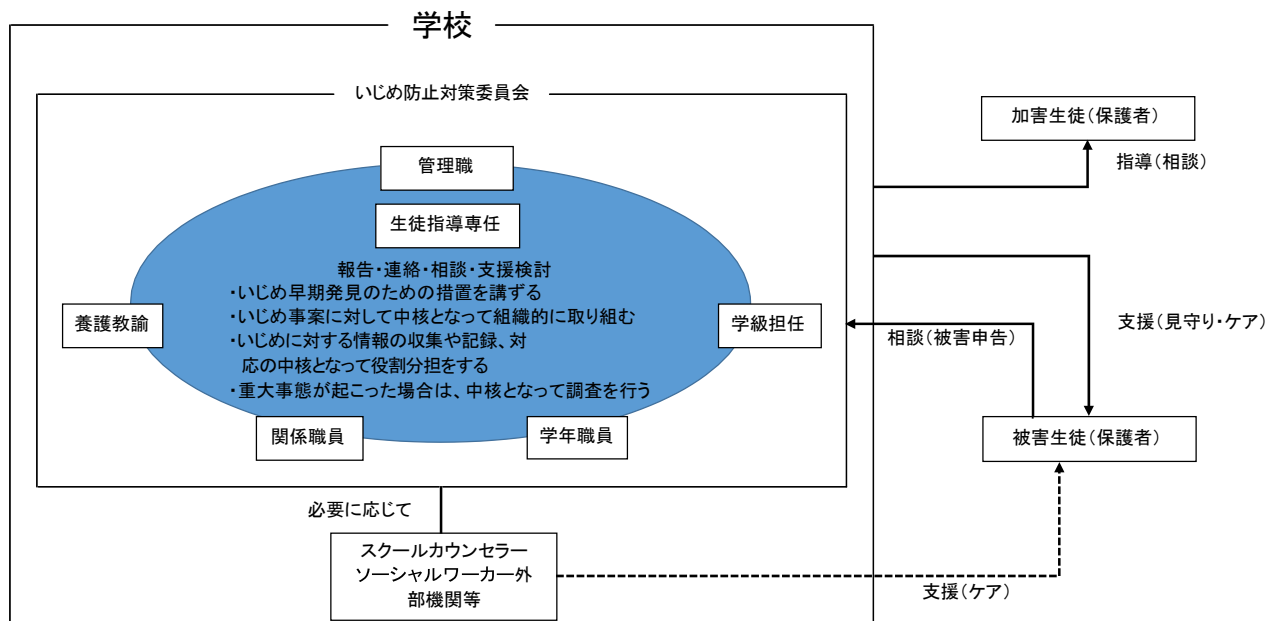 学校
いじめ防止対策委員会
管理職
生徒指導専任
報告・連絡・相談・支援検討
・いじめ早期発見のための措置を講ずる
・いじめ事案に対して中核となって組織的に取り組む
・いじめに対する情報の収集や記録、対
応の中核となって役割分担をする
・重大事態が起こった場合は、中核となって調査を行う
養護教諭
学級担任
関係職員
学年職員
必要に応じて
スクールカウンセラー
ソーシャルワーカー外
部機関等
加害生徒(保護者)
指導(相談)
支援(見守り・ケア)
相談(被害申告)
被害生徒(保護者)
支援(ケア)